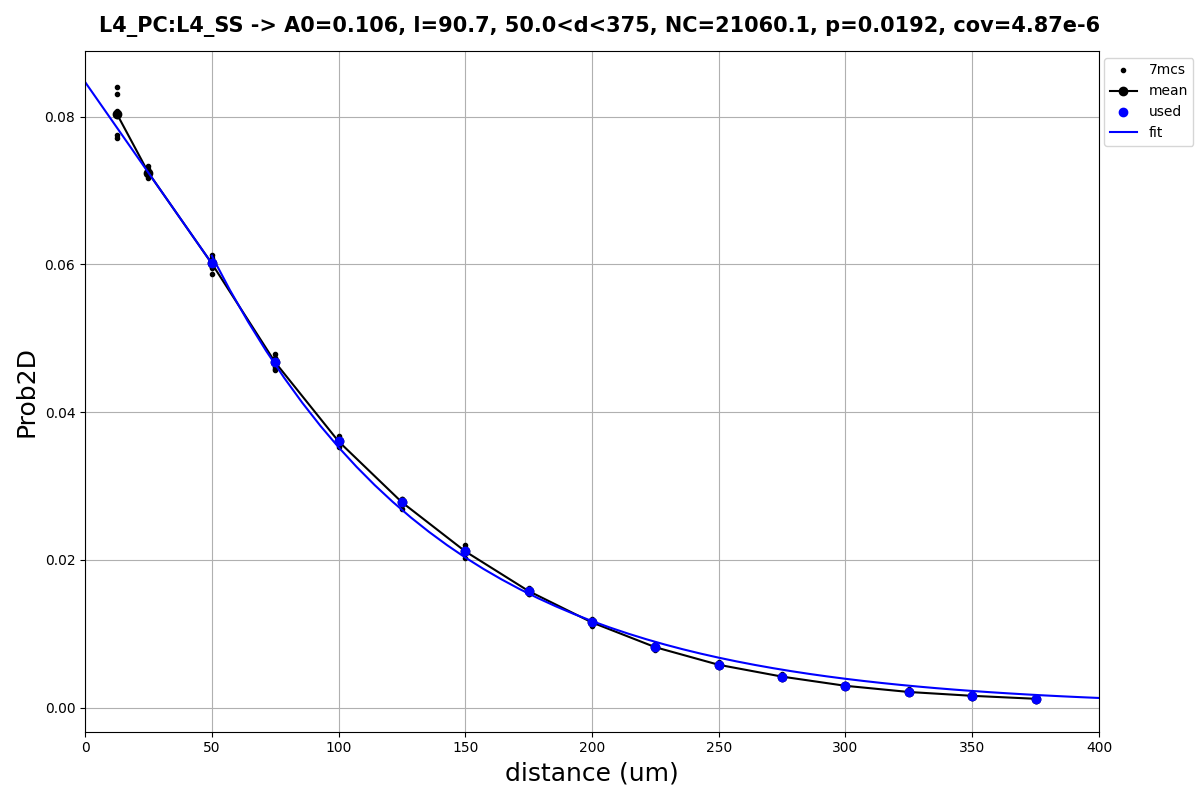 L4_PC:L4_SS -> A0=0.106, l=90.7, 50.0<d<375, NC=21060.1, p=0.0192, cov=4.87e-6
7mcs
mean
used
fit
Prob2D
0.08
0.06
0.04
0.02
0.00
0 50 100 150 200 250 300 350 400
distance (um)